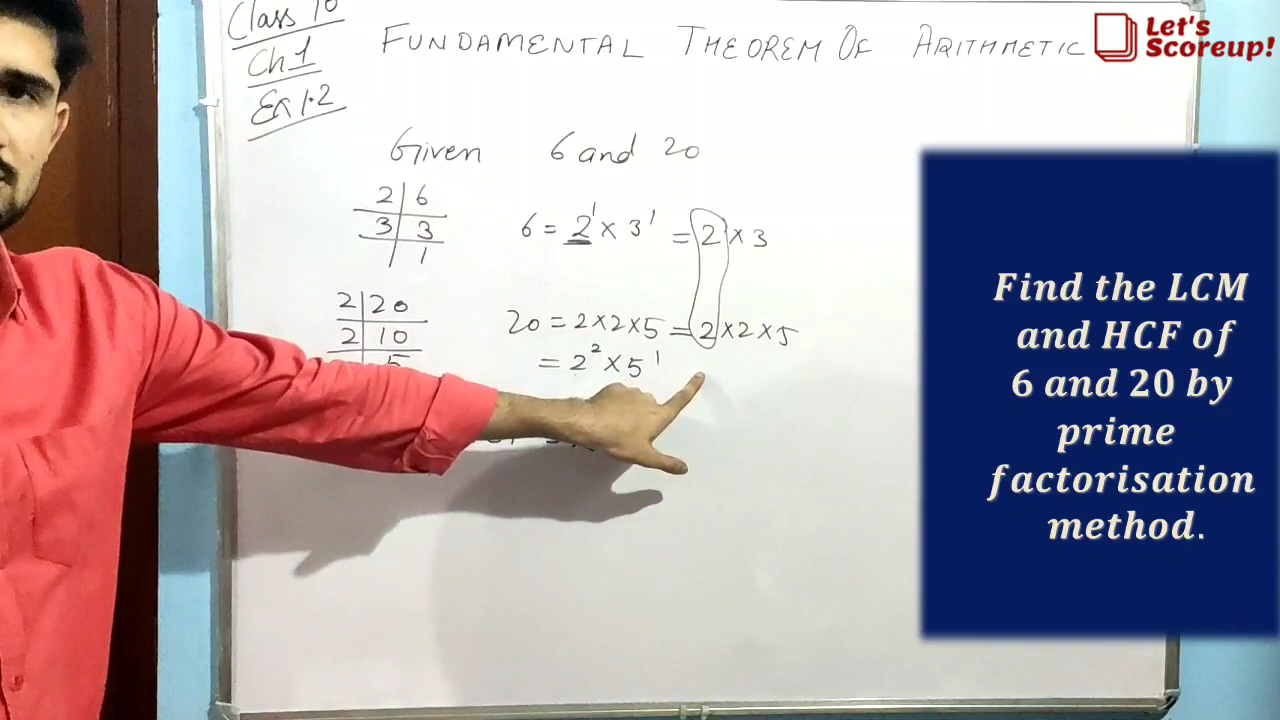 Class 10
Ch 1
Ex 1.2
FUNDAMENTAL THEOREM OF ARITHMETIC
Let's
Scoreup!
Given 6 and 20
2 | 6
3 | 3
| 1
6 = 2¹ × 3¹ = 2 × 3
2 | 20
2 | 10
5
20 = 2×2×5 = 2×2×5
= 2² × 5¹
Find the LCM
and HCF of
6 and 20 by
prime
factorisation
method.